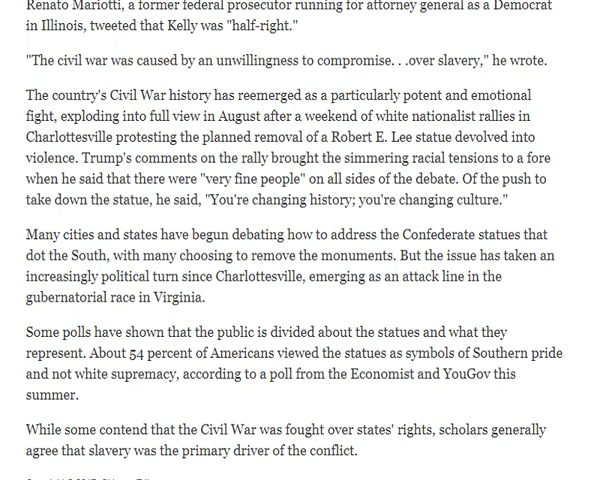 Renato Mariotti, a former federal prosecutor running for attorney general as a Democrat
in Illinois, tweeted that Kelly was "half-right."
"The civil war was caused by an unwillingness to compromise. . .over slavery," he wrote.
The country's Civil War history has reemerged as a particularly potent and emotional
fight, exploding into full view in August after a weekend of white nationalist rallies in
Charlottesville protesting the planned removal of a Robert E. Lee statue devolved into
violence. Trump's comments on the rally brought the simmering racial tensions to a fore
when he said that there were "very fine people" on all sides of the debate. Of the push to
take down the statue, he said, "You're changing history; you're changing culture."
Many cities and states have begun debating how to address the Confederate statues that
dot the South, with many choosing to remove the monuments. But the issue has taken an
increasingly political turn since Charlottesville, emerging as an attack line in the
gubernatorial race in Virginia.
Some polls have shown that the public is divided about the statues and what they
represent. About 54 percent of Americans viewed the statues as symbols of Southern pride
and not white supremacy, according to a poll from the Economist and YouGov this
summer.
While some contend that the Civil War was fought over states' rights, scholars generally
agree that slavery was the primary driver of the conflict.